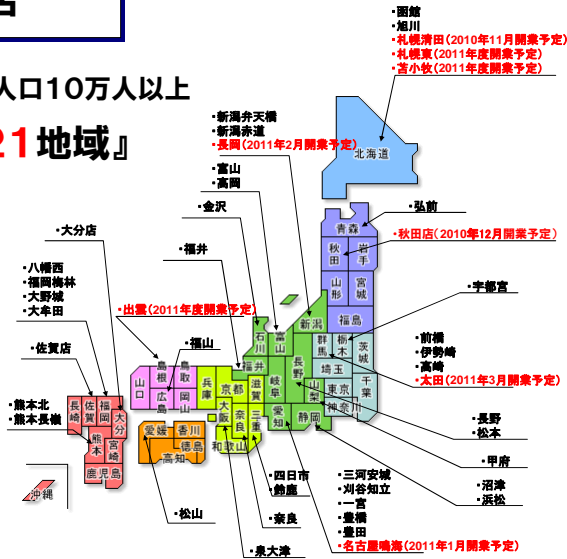 人口10万人以上
21地域』
・函館
・旭川
・札幌清田(2010年11月開業予定)
・札幌東(2011年度開業予定)
・苫小牧(2011年度開業予定)
・新潟弁天橋
・新潟赤道
・長岡(2011年2月開業予定)
・富山
・高岡
・金沢
・弘前
・秋田店(2010年12月開業予定)
・大分店
・福井
・八幡西
・福岡梅林
・大野城
・大牟田
・宇都宮
・出雲(2011年度開業予定)
・福山
・佐賀店
・前橋
・伊勢崎
・高崎
・太田(2011年3月開業予定)
・熊本北
・熊本長嶺
・長野
・松本
・甲府
・沼津
・浜松
・四日市
・鈴鹿
・三河安城
・刈谷知立
・一宮
・豊橋
・豊田
・名古屋鳴海(2011年1月開業予定)
・松山
・奈良
・泉大津
北海道
青森
秋田
岩手
山形
宮城
福島
新潟
石川
富山
群馬
栃木
茨城
福井
長野
埼玉
岐阜
山梨
東京
千葉
神奈川
愛知
静岡
島根
鳥取
山口
広島
岡山
兵庫
京都
滋賀
大阪
奈良
三重
和歌山
愛媛
香川
徳島
高知
長崎
佐賀
福岡
大分
熊本
宮崎
鹿児島
沖縄